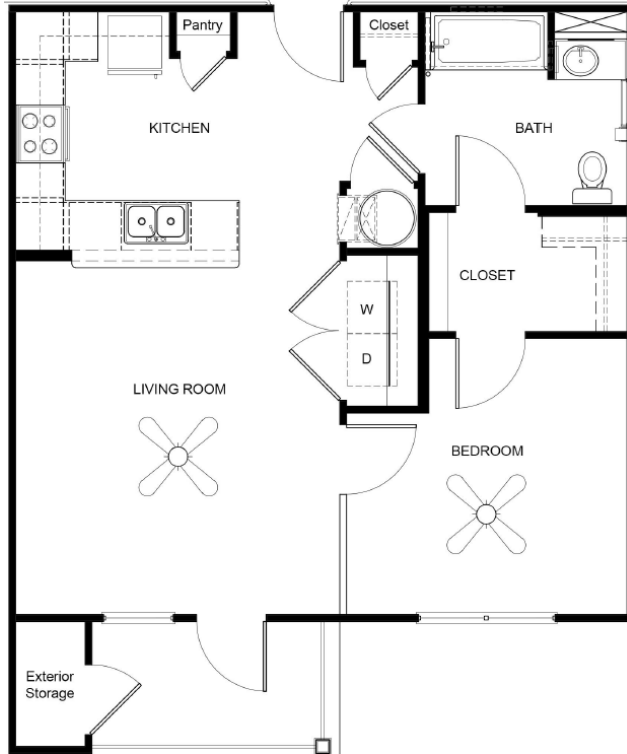 Pantry
Closet
KITCHEN
BATH
CLOSET
W
D
LIVING ROOM
BEDROOM
Exterior
Storage